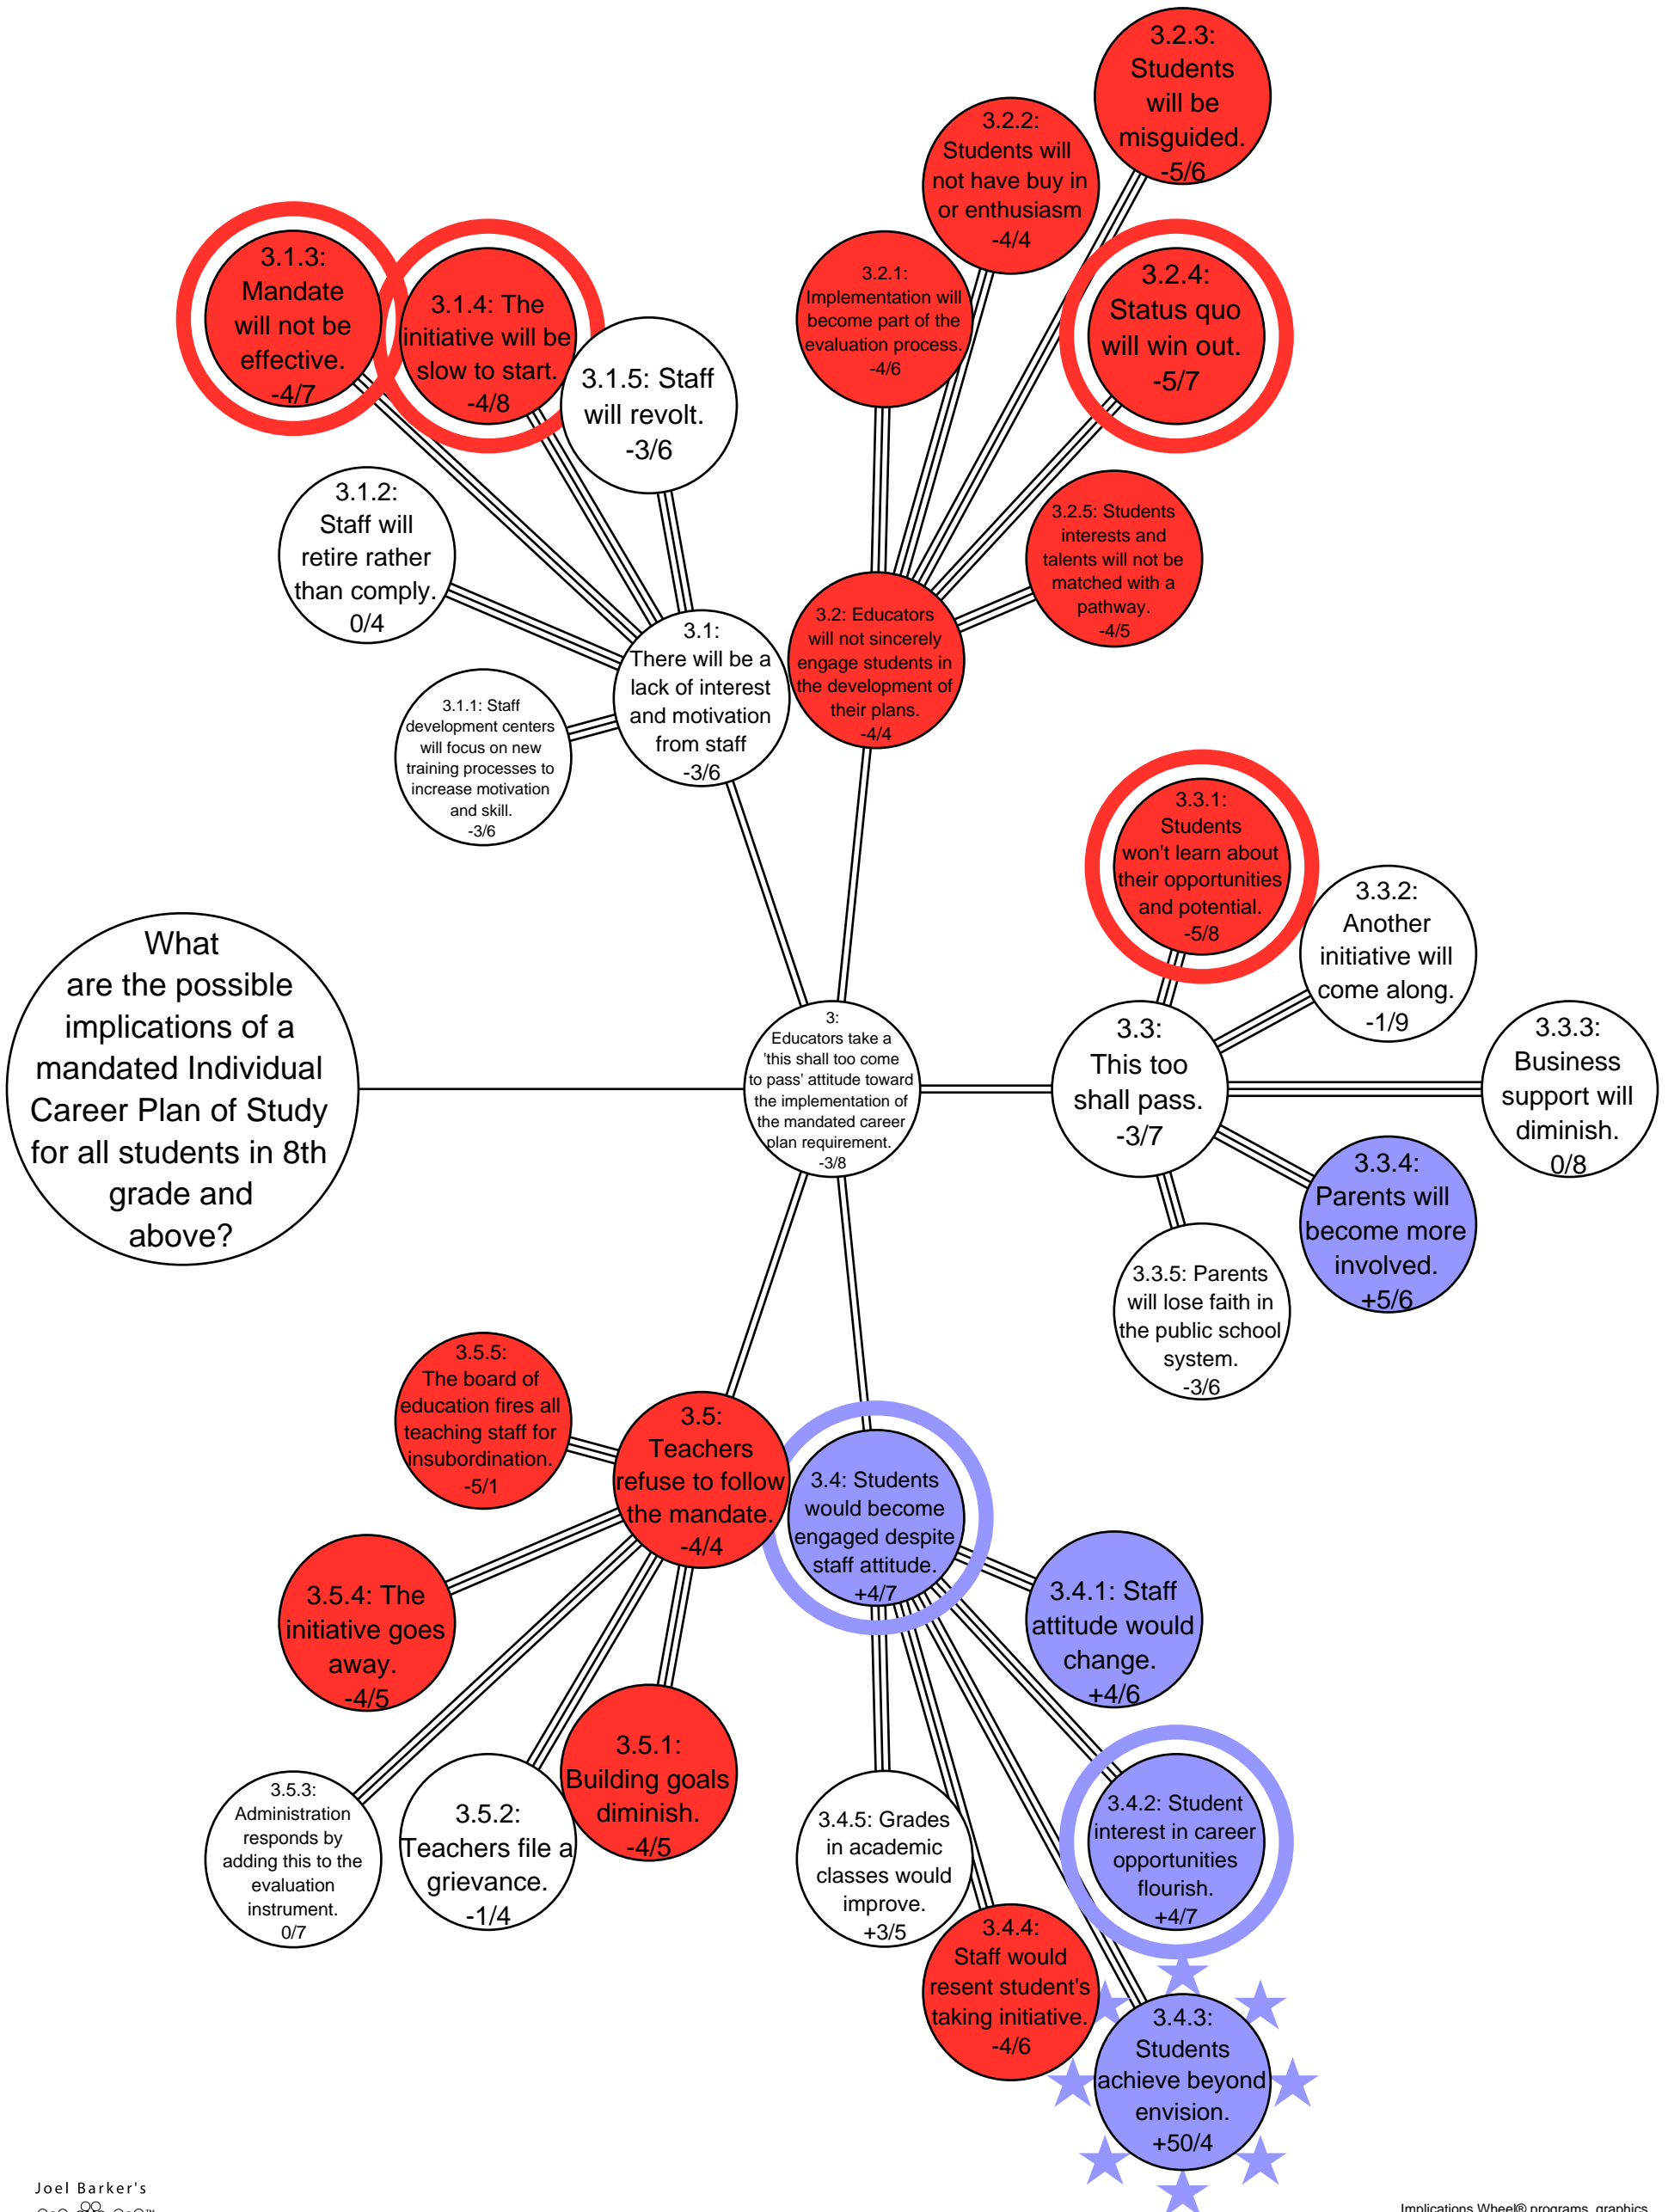 What
are the possible
implications of a
mandated Individual
Career Plan of Study
for all students in 8th
grade and
above?
3:
Educators take a
'this shall too come
to pass' attitude toward
the implementation of
the mandated career
plan requirement.
-3/8
3.1:
There will be a
lack of interest
and motivation
from staff
-3/6
3.1.1: Staff
development centers
will focus on new
training processes to
increase motivation
and skill.
-3/6
3.1.2:
Staff will
retire rather
than comply.
0/4
3.1.3:
Mandate
will not be
effective.
-4/7
3.1.4: The
initiative will be
slow to start.
-4/8
3.1.5: Staff
will revolt.
-3/6
3.2: Educators
will not sincerely
engage students in
the development of
their plans.
-4/4
3.2.1:
Implementation will
become part of the
evaluation process.
-4/6
3.2.2:
Students will
not have buy in
or enthusiasm
-4/4
3.2.3:
Students
will be
misguided.
-5/6
3.2.4:
Status quo
will win out.
-5/7
3.2.5: Students
interests and
talents will not be
matched with a
pathway.
-4/5
3.3:
This too
shall pass.
-3/7
3.3.1:
Students
won't learn about
their opportunities
and potential.
-5/8
3.3.2:
Another
initiative will
come along.
-1/9
3.3.3:
Business
support will
diminish.
0/8
3.3.4:
Parents will
become more
involved.
+5/6
3.3.5: Parents
will lose faith in
the public school
system.
-3/6
3.4: Students
would become
engaged despite
staff attitude.
+4/7
3.4.1: Staff
attitude would
change.
+4/6
3.4.2: Student
interest in career
opportunities
flourish.
+4/7
3.4.3:
Students
achieve beyond
envision.
+50/4
3.4.4:
Staff would
resent student's
taking initiative.
-4/6
3.4.5: Grades
in academic
classes would
improve.
+3/5
3.5:
Teachers
refuse to follow
the mandate.
-4/4
3.5.1:
Building goals
diminish.
-4/5
3.5.2:
Teachers file a
grievance.
-1/4
3.5.3:
Administration
responds by
adding this to the
evaluation
instrument.
0/7
3.5.4: The
initiative goes
away.
-4/5
3.5.5:
The board of
education fires all
teaching staff for
insubordination.
-5/1
Joel Barker's
Implications Wheel® programs, graphics